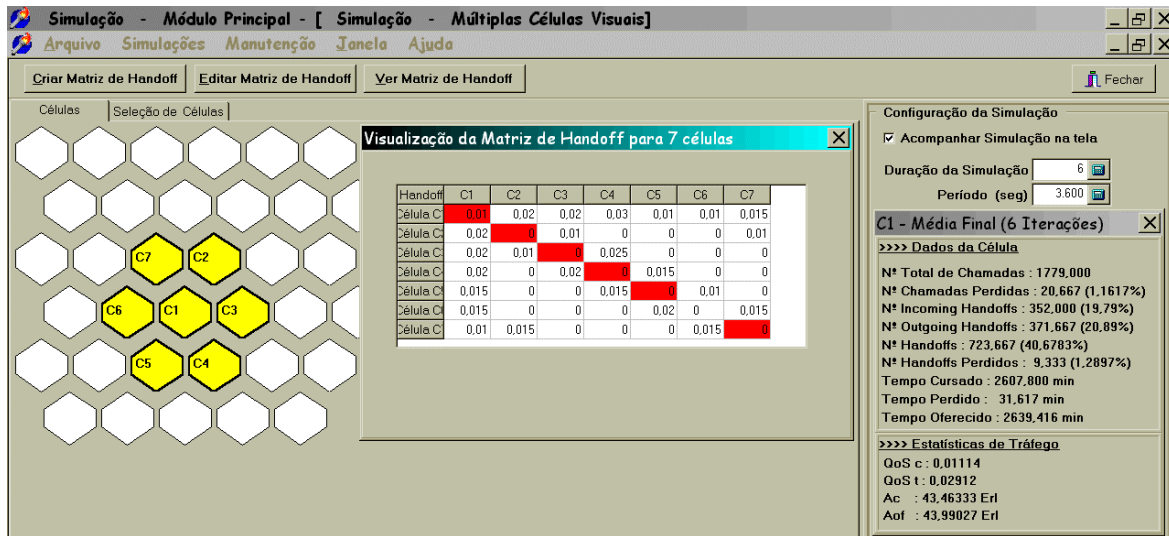 Simulação - Módulo Principal - [ Simulação - Múltiplas Células Visuais]
Arquivo Simulações Manutenção Janela Ajuda
Criar Matriz de Handoff Editar Matriz de Handoff Ver Matriz de Handoff Fechar
Células Seleção de Células
C7 C2
C6 C1 C3
C5 C4
Visualização da Matriz de Handoff para 7 células
Handoff C1 C2 C3 C4 C5 C6 C7
Célula C 0,01 0,02 0,02 0,03 0,01 0,01 0,015
Célula C 0,02 0 0,01 0 0 0 0,01
Célula C 0,02 0,01 0 0,025 0 0 0
Célula C 0,02 0 0,02 0 0,015 0 0
Célula C 0,015 0 0 0,015 0 0,01 0
Célula C 0,015 0 0 0 0,02 0 0,015
Célula C 0,01 0,015 0 0 0 0,015 0
Configuração da Simulação
Acompanhar Simulação na tela
Duração da Simulação 6
Período (seg) 3.600
C1 - Média Final (6 Iterações)
>>>> Dados da Célula
Nº Total de Chamadas : 1779,000
Nº Chamadas Perdidas : 20,667 (1,1617%)
Nº Incoming Handoffs : 352,000 (19,79%)
Nº Outgoing Handoffs : 371,667 (20,89%)
Nº Handoffs : 723,667 (40,6783%)
Nº Handoffs Perdidos : 9,333 (1,2897%)
Tempo Cursado : 2607,800 min
Tempo Perdido : 31,617 min
Tempo Oferecido : 2639,416 min
>>>> Estatísticas de Tráfego
QoS c : 0,01114
QoS t : 0,02912
Ac : 43,46333 Erl
Aof : 43,99027 Erl